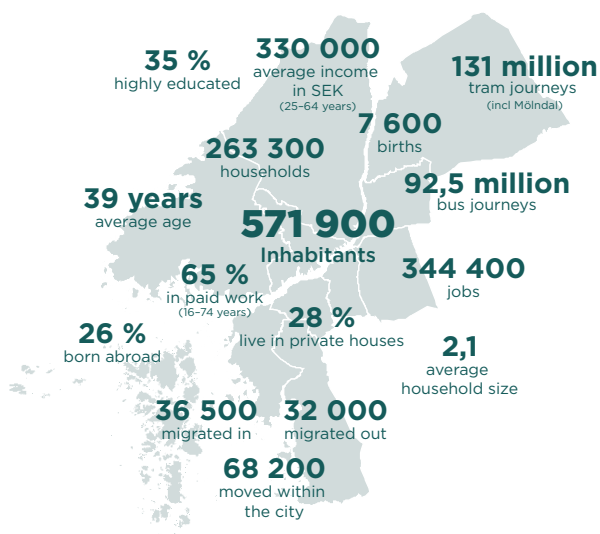 35 %
highly educated
330 000
average income
in SEK
(25–64 years)
131 million
tram journeys
(incl Mölndal)
7 600
births
263 300
households
92,5 million
bus journeys
39 years
average age
571 900
Inhabitants
65 %
in paid work
(16–74 years)
344 400
jobs
28 %
live in private houses
26 %
born abroad
2,1
average
household size
36 500
migrated in
32 000
migrated out
68 200
moved within
the city